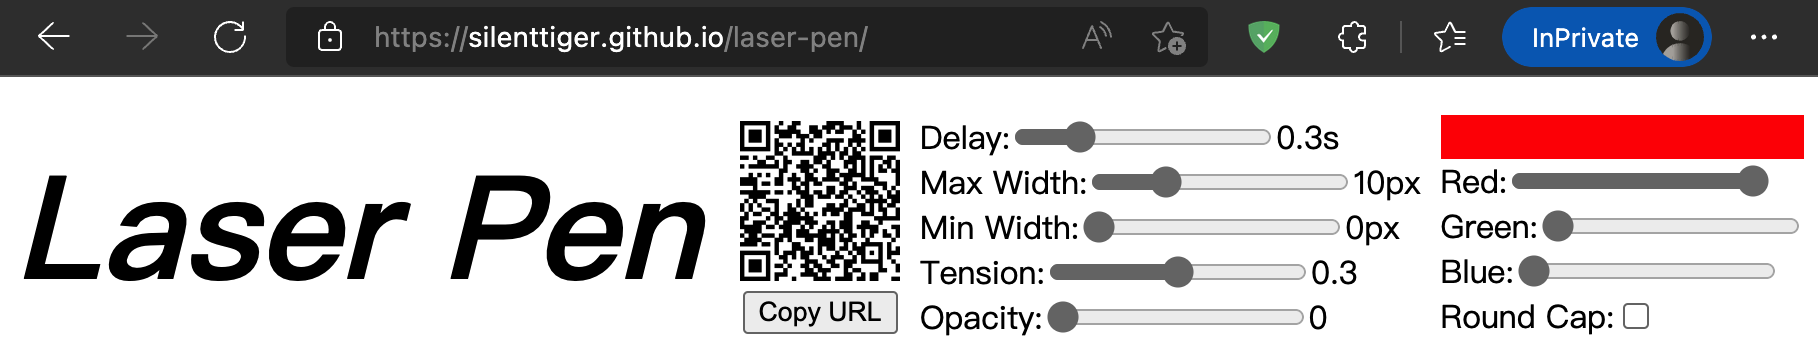 https://silenttiger.github.io/laser-pen/
InPrivate
Laser Pen
Copy URL
Delay: 0.3s
Max Width: 10px
Min Width: 0px
Tension: 0.3
Opacity: 0
Red:
Green:
Blue:
Round Cap: